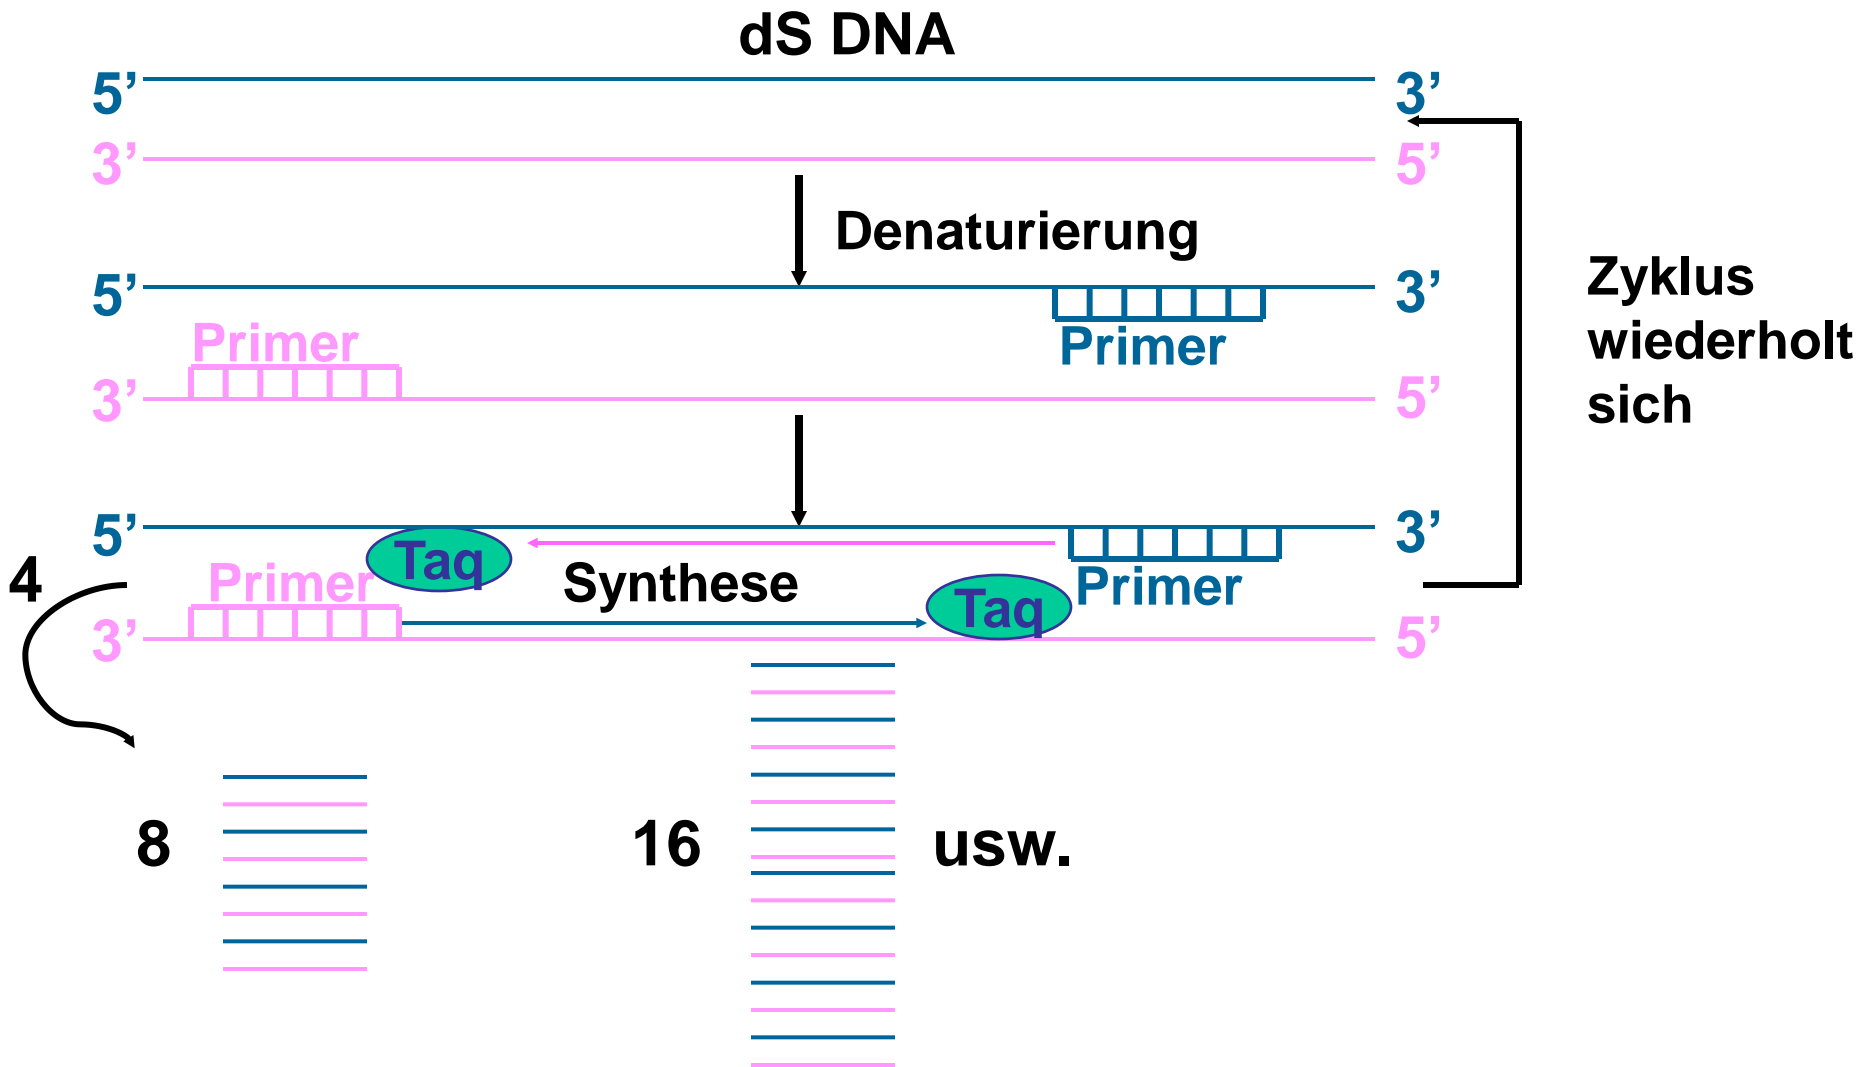 dS DNA
5’ 3’
3’ 5’
Denaturierung
5’ 3’
Zyklus
wiederholt
sich
Primer Primer
3’ 5’
5’ 3’
4 Primer Taq Synthese Taq Primer
3’ 5’
8 16 usw.